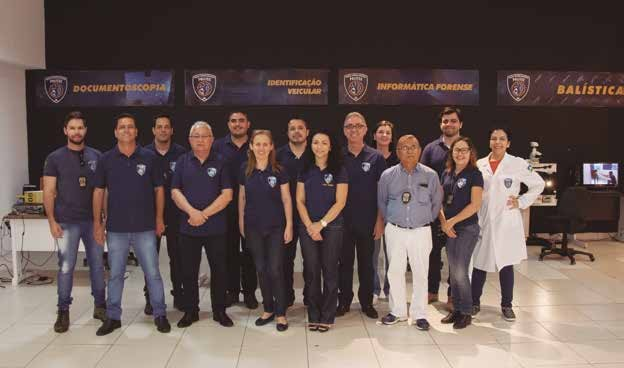 DOCUMENTOSCOPIA
IDENTIFICAÇÃO
VEICULAR
INFORMÁTICA FORENSE
BALÍSTICA